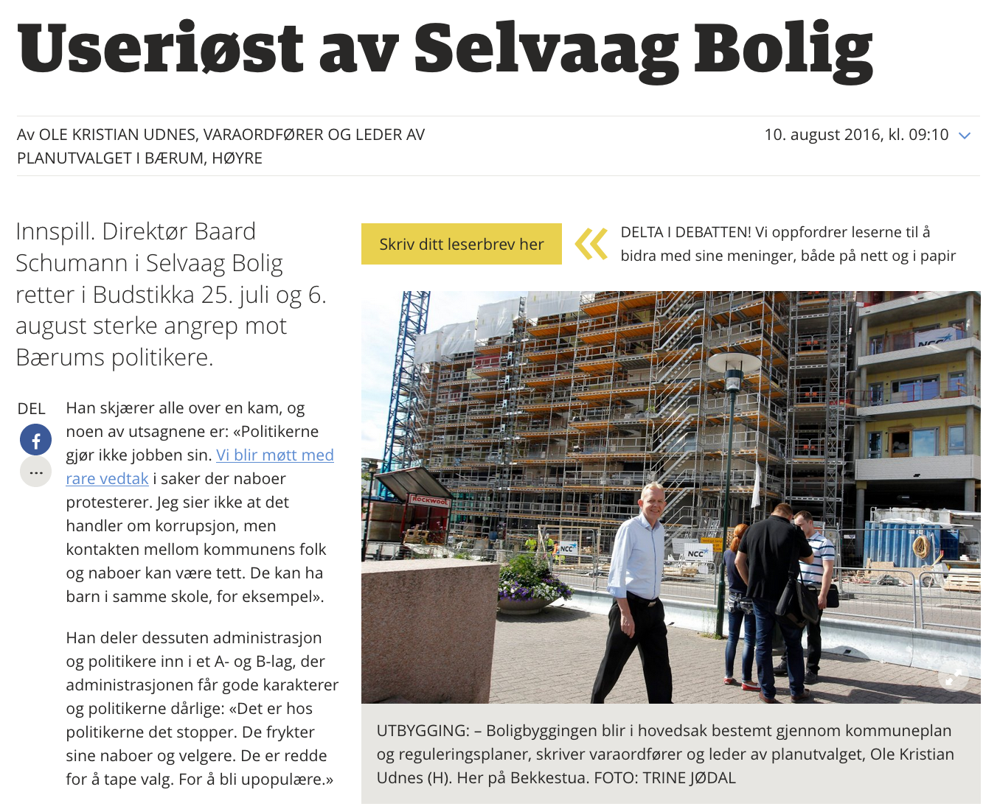 Useriøst av Selvaag Bolig
Av OLE KRISTIAN UDNES, VARAORDFØRER OG LEDER AV
PLANUTVALGET I BÆRUM, HØYRE
10. august 2016, kl. 09:10
Innspill. Direktør Baard
Schumann i Selvaag Bolig
retter i Budstikka 25. juli og 6.
august sterke angrep mot
Bærums politikere.
DEL
Han skjærer alle over en kam, og
noen av utsagnene er: «Politikerne
gjør ikke jobben sin. Vi blir møtt med
rare vedtak i saker der naboer
protesterer. Jeg sier ikke at det
handler om korrupsjon, men
kontakten mellom kommunens folk
og naboer kan være tett. De kan ha
barn i samme skole, for eksempel».
Han deler dessuten administrasjon
og politikere inn i et A- og B-lag, der
administrasjonen får gode karakterer
og politikerne dårlige: «Det er hos
politikerne det stopper. De frykter
sine naboer og velgere. De er redde
for å tape valg. For å bli upopulære.»
Skriv ditt leserbrev her
DELTA I DEBATTEN! Vi oppfordrer leserne til å
bidra med sine meninger, både på nett og i papir
NCC
ROCKWOOL
NCC
NCC
UTBYGGING: – Boligbyggingen blir i hovedsak bestemt gjennom kommuneplan
og reguleringsplaner, skriver varaordfører og leder av planutvalget, Ole Kristian
Udnes (H). Her på Bekkestua. FOTO: TRINE JØDAL